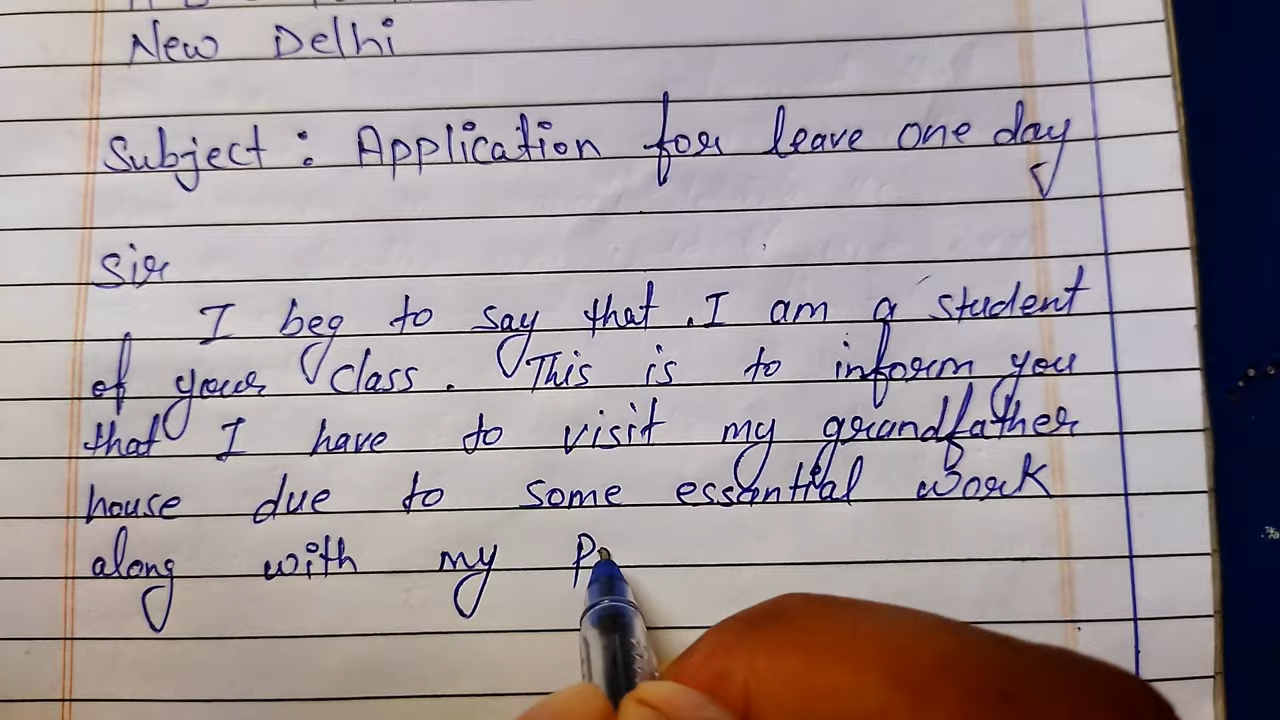 New Delhi
Subject: Application for leave one day
Sir
I beg to say that . I am a student
of your class. This is to inform you
that I have to visit my grandfather
house due to some essantial work
along with my